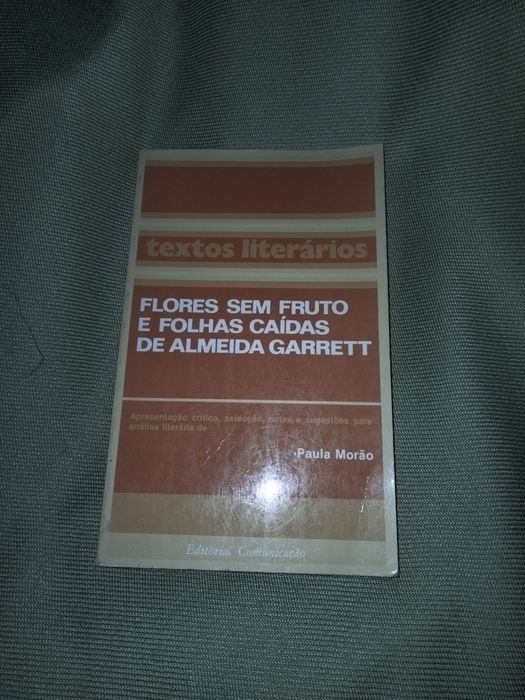 textos literários
FLORES SEM FRUTO
E FOLHAS CAÍDAS
DE ALMEIDA GARRETT
Apresentação crítica, selecção, notas e sugestões para
análise literária de
Paula Morão
Editorial Comunicação